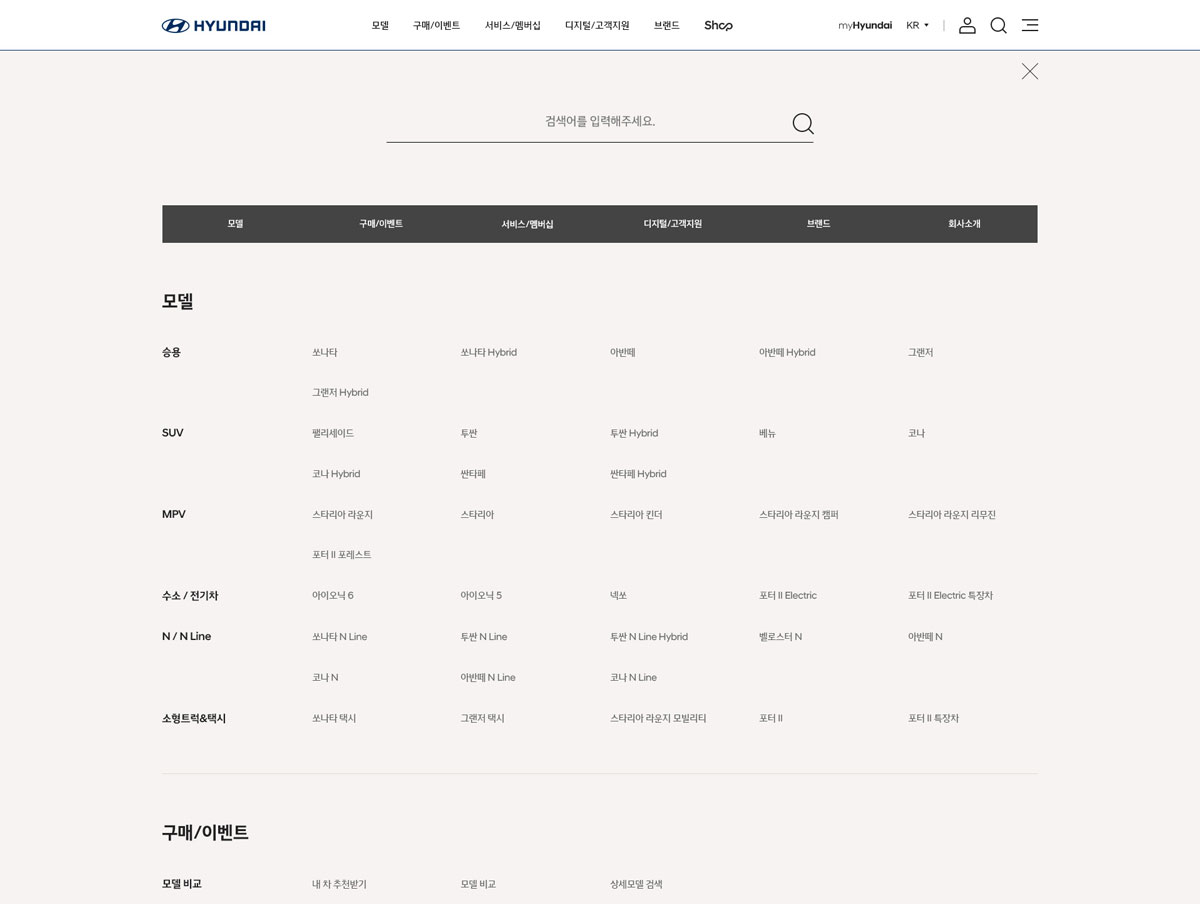 HYUNDAI 모델 구매/이벤트 서비스/멤버십 디지털/고객지원 브랜드 Shop myHyundai KR
검색어를 입력해주세요.
모델 구매/이벤트 서비스/멤버십 디지털/고객지원 브랜드 회사소개
모델
승용 쏘나타 쏘나타 Hybrid 아반떼 아반떼 Hybrid 그랜저
그랜저 Hybrid
SUV 팰리세이드 투싼 투싼 Hybrid 베뉴 코나
코나 Hybrid 싼타페 싼타페 Hybrid
MPV 스타리아 라운지 스타리아 스타리아 킨더 스타리아 라운지 캠퍼 스타리아 라운지 리무진
포터 II 포레스트
수소 / 전기차 아이오닉 6 아이오닉 5 넥쏘 포터 II Electric 포터 II Electric 특장차
N / N Line 쏘나타 N Line 투싼 N Line 투싼 N Line Hybrid 벨로스터 N 아반떼 N
코나 N 아반떼 N Line 코나 N Line
소형트럭&택시 쏘나타 택시 그랜저 택시 스타리아 라운지 모빌리티 포터 II 포터 II 특장차
구매/이벤트
모델 비교 내 차 추천받기 모델 비교 상세모델 검색